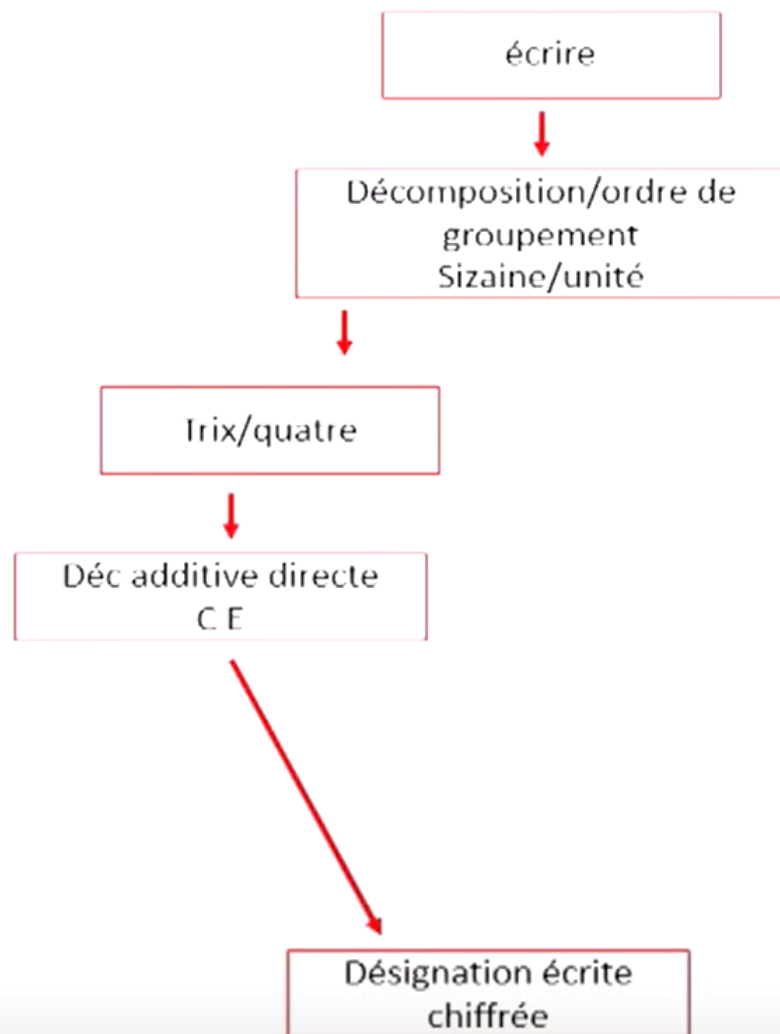 écrire
Décomposition/ordre de
groupement
Sizaine/unité
Trix/quatre
Déc additive directe
C E
Désignation écrite
chiffrée